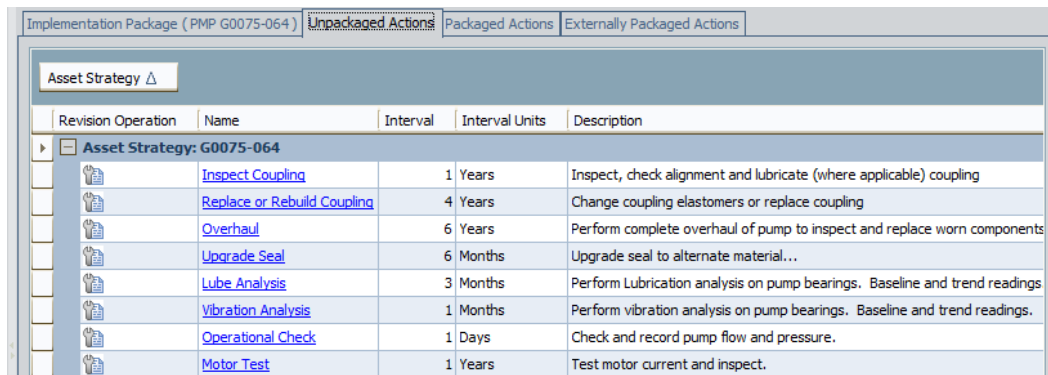 Implementation Package ( PMP G0075-064 ) Unpackaged Actions Packaged Actions Externally Packaged Actions
Asset Strategy △
Revision Operation Name Interval Interval Units Description
Asset Strategy: G0075-064
Inspect Coupling 1 Years Inspect, check alignment and lubricate (where applicable) coupling
Replace or Rebuild Coupling 4 Years Change coupling elastomers or replace coupling
Overhaul 6 Years Perform complete overhaul of pump to inspect and replace worn components
Upgrade Seal 6 Months Upgrade seal to alternate material...
Lube Analysis 3 Months Perform Lubrication analysis on pump bearings. Baseline and trend readings
Vibration Analysis 1 Months Perform vibration analysis on pump bearings. Baseline and trend readings.
Operational Check 1 Days Check and record pump flow and pressure.
Motor Test 1 Years Test motor current and inspect.